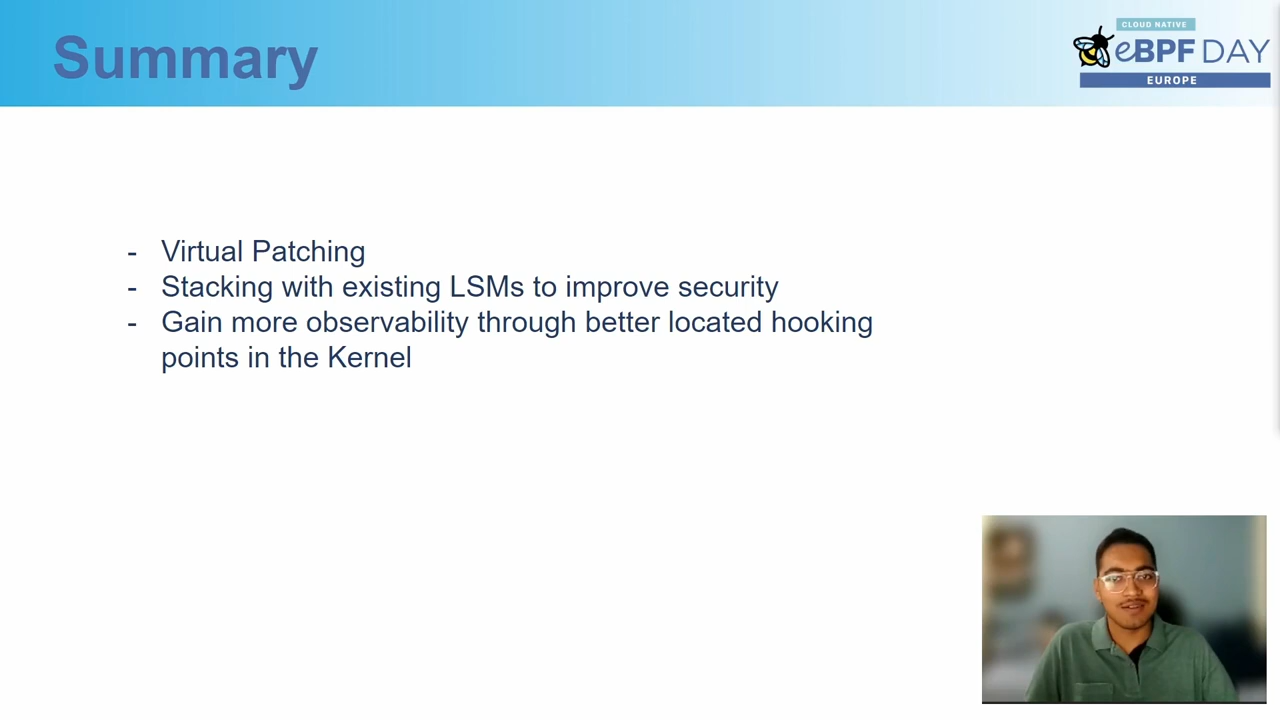 Summary
CLOUD NATIVE
eBPF DAY
EUROPE
- Virtual Patching
- Stacking with existing LSMs to improve security
- Gain more observability through better located hooking
points in the Kernel